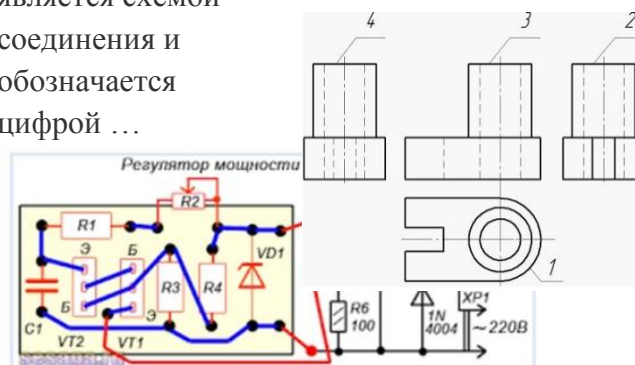 является схемой
соединения и
обозначается
цифрой …
4
3
2
1
Регулятор мощности
R2
R1
Э
Б
VD1
R3
R4
Б
Э
C1
VT2
VT1
R6
100
1N
4004
XP1
~220В